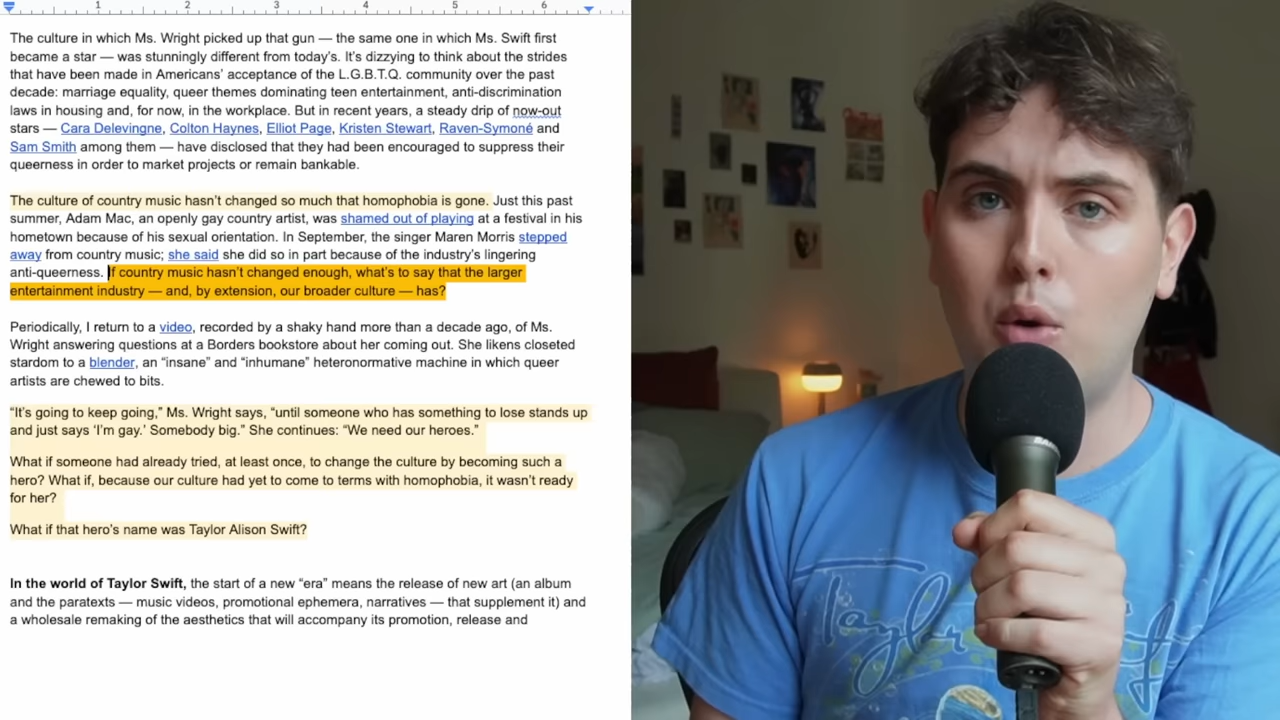 1 2 3 4 5 6
The culture in which Ms. Wright picked up that gun — the same one in which Ms. Swift first
became a star — was stunningly different from today's. It's dizzying to think about the strides
that have been made in Americans' acceptance of the L.G.B.T.Q. community over the past
decade: marriage equality, queer themes dominating teen entertainment, anti-discrimination
laws in housing and, for now, in the workplace. But in recent years, a steady drip of now-out
stars — Cara Delevingne, Colton Haynes, Elliot Page, Kristen Stewart, Raven-Symoné and
Sam Smith among them — have disclosed that they had been encouraged to suppress their
queerness in order to market projects or remain bankable.
The culture of country music hasn't changed so much that homophobia is gone. Just this past
summer, Adam Mac, an openly gay country artist, was shamed out of playing at a festival in his
hometown because of his sexual orientation. In September, the singer Maren Morris stepped
away from country music; she said she did so in part because of the industry's lingering
anti-queerness. If country music hasn't changed enough, what's to say that the larger
entertainment industry — and, by extension, our broader culture — has?
Periodically, I return to a video, recorded by a shaky hand more than a decade ago, of Ms.
Wright answering questions at a Borders bookstore about her coming out. She likens closeted
stardom to a blender, an “insane” and “inhumane” heteronormative machine in which queer
artists are chewed to bits.
“It's going to keep going,” Ms. Wright says, “until someone who has something to lose stands up
and just says ‘I'm gay.’ Somebody big.” She continues: “We need our heroes.”
What if someone had already tried, at least once, to change the culture by becoming such a
hero? What if, because our culture had yet to come to terms with homophobia, it wasn't ready
for her?
What if that hero's name was Taylor Alison Swift?
In the world of Taylor Swift, the start of a new “era” means the release of new art (an album
and the paratexts — music videos, promotional ephemera, narratives — that supplement it) and
a wholesale remaking of the aesthetics that will accompany its promotion, release and